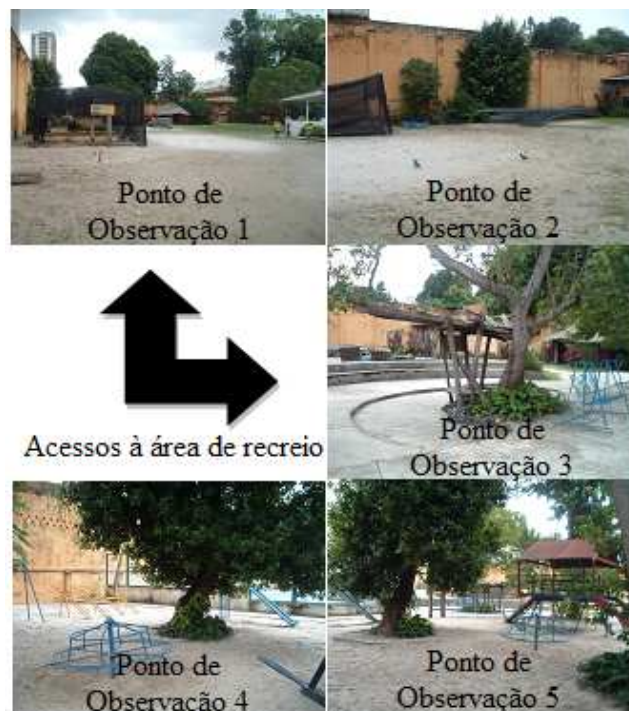 Ponto de
Observação 1
Ponto de
Observação 2
Acessos à área de recreio
Ponto de
Observação 3
Ponto de
Observação 4
Ponto de
Observação 5